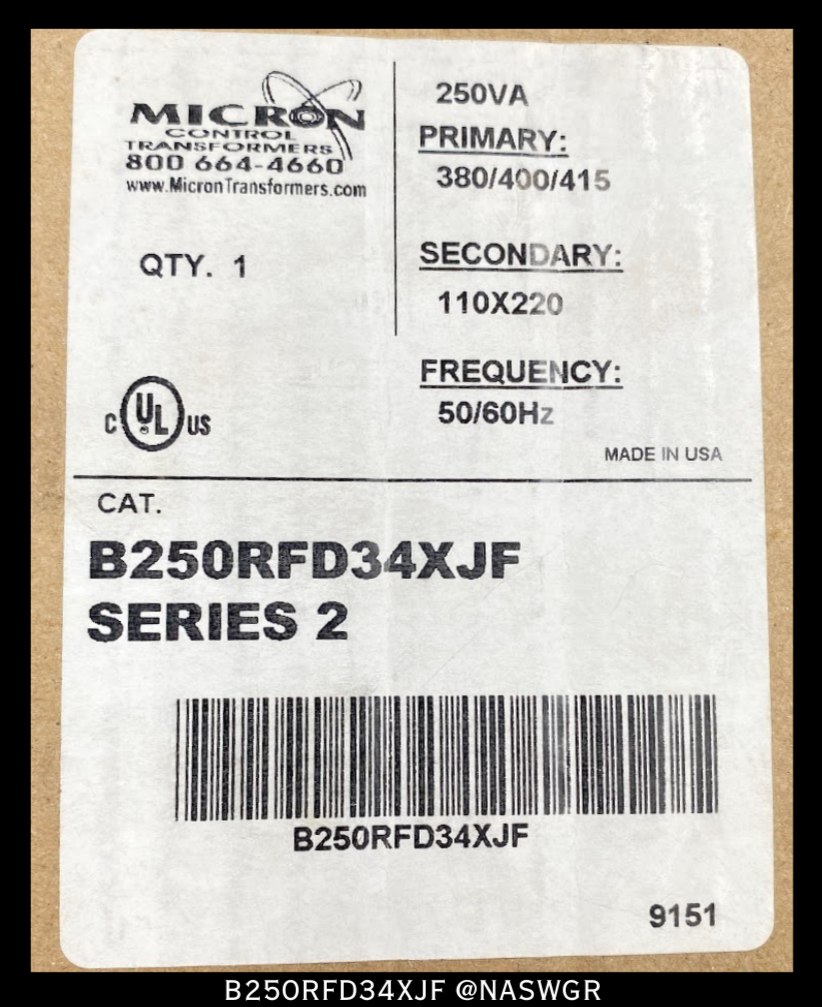 MICRON
CONTROL
TRANSFORMERS
800 664-4660
www.MicronTransformers.com
QTY. 1
250VA
PRIMARY:
380/400/415
SECONDARY:
110X220
FREQUENCY:
50/60Hz
C UL US
MADE IN USA
CAT.
B250RFD34XJF
SERIES 2
B250RFD34XJF
9151
B250RFD34XJF @NASWGR